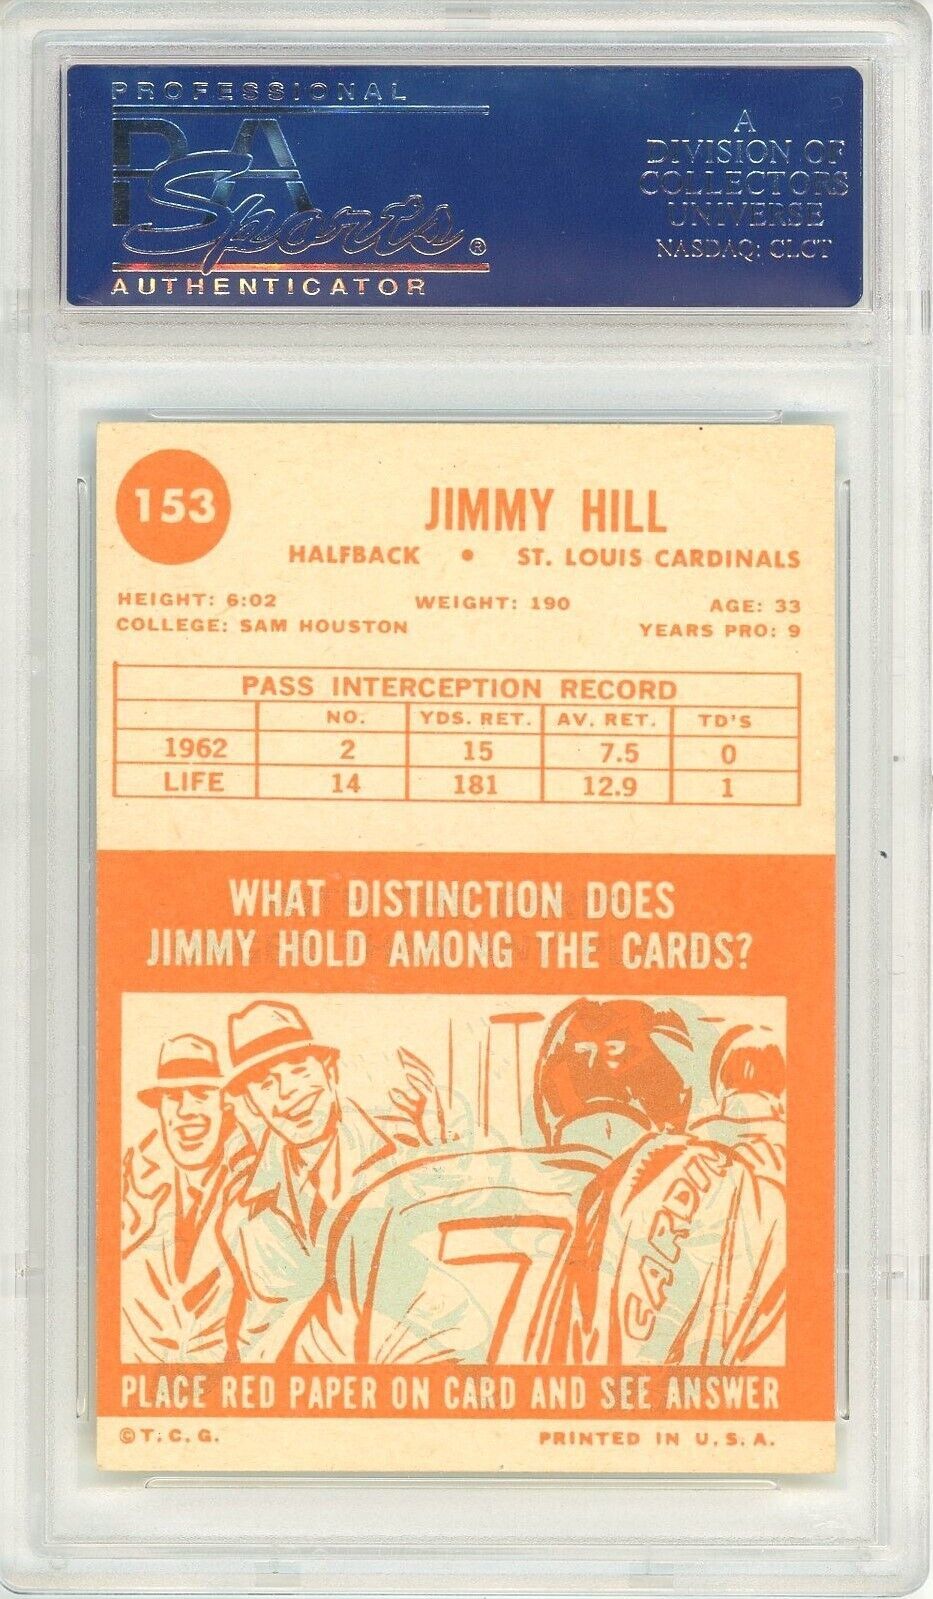 PROFESSIONAL
PSA
Sports®
AUTHENTICATOR
A
DIVISION OF
COLLECTORS
UNIVERSE
NASDAQ: CLCT
153
JIMMY HILL
HALFBACK • ST. LOUIS CARDINALS
HEIGHT: 6:02 WEIGHT: 190 AGE: 33
COLLEGE: SAM HOUSTON YEARS PRO: 9
PASS INTERCEPTION RECORD
NO. YDS. RET. AV. RET. TD'S
1962 2 15 7.5 0
LIFE 14 181 12.9 1
WHAT DISTINCTION DOES
JIMMY HOLD AMONG THE CARDS?
7
CARDIN
PLACE RED PAPER ON CARD AND SEE ANSWER
©T.C.G. PRINTED IN U.S.A.